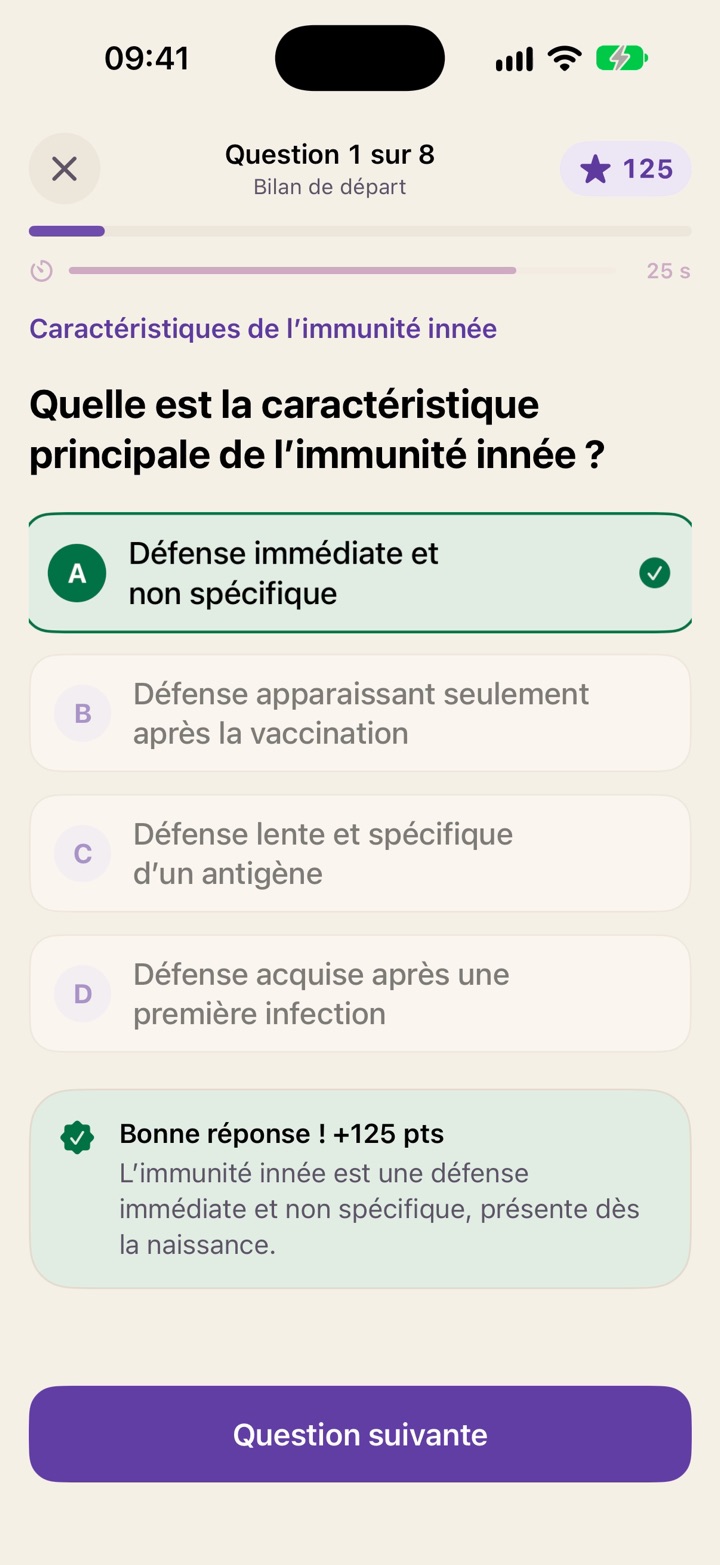 09:41
Question 1 sur 8
Bilan de départ
125
25 s
Caractéristiques de l’immunité innée
Quelle est la caractéristique
principale de l’immunité innée ?
A
Défense immédiate et
non spécifique
B
Défense apparaissant seulement
après la vaccination
C
Défense lente et spécifique
d’un antigène
D
Défense acquise après une
première infection
Bonne réponse ! +125 pts
L’immunité innée est une défense
immédiate et non spécifique, présente dès
la naissance.
Question suivante